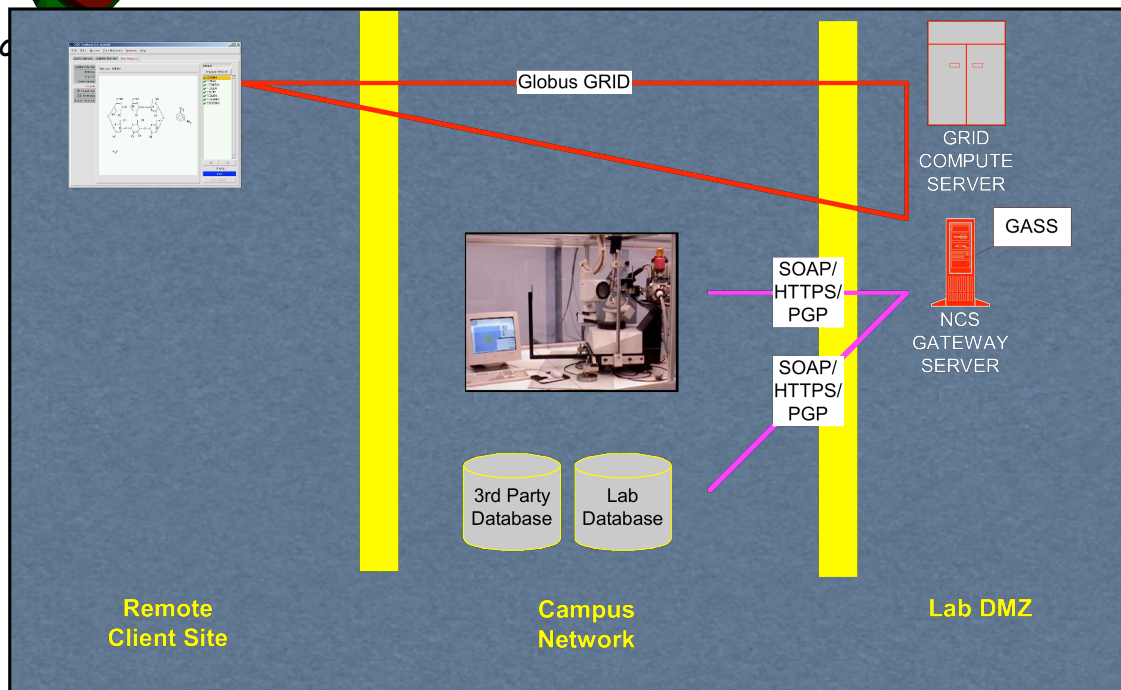 Globus GRID
GRID
COMPUTE
SERVER
GASS
SOAP/
HTTPS/
PGP
NCS
GATEWAY
SERVER
SOAP/
HTTPS/
PGP
3rd Party
Database
Lab
Database
Remote
Client Site
Campus
Network
Lab DMZ